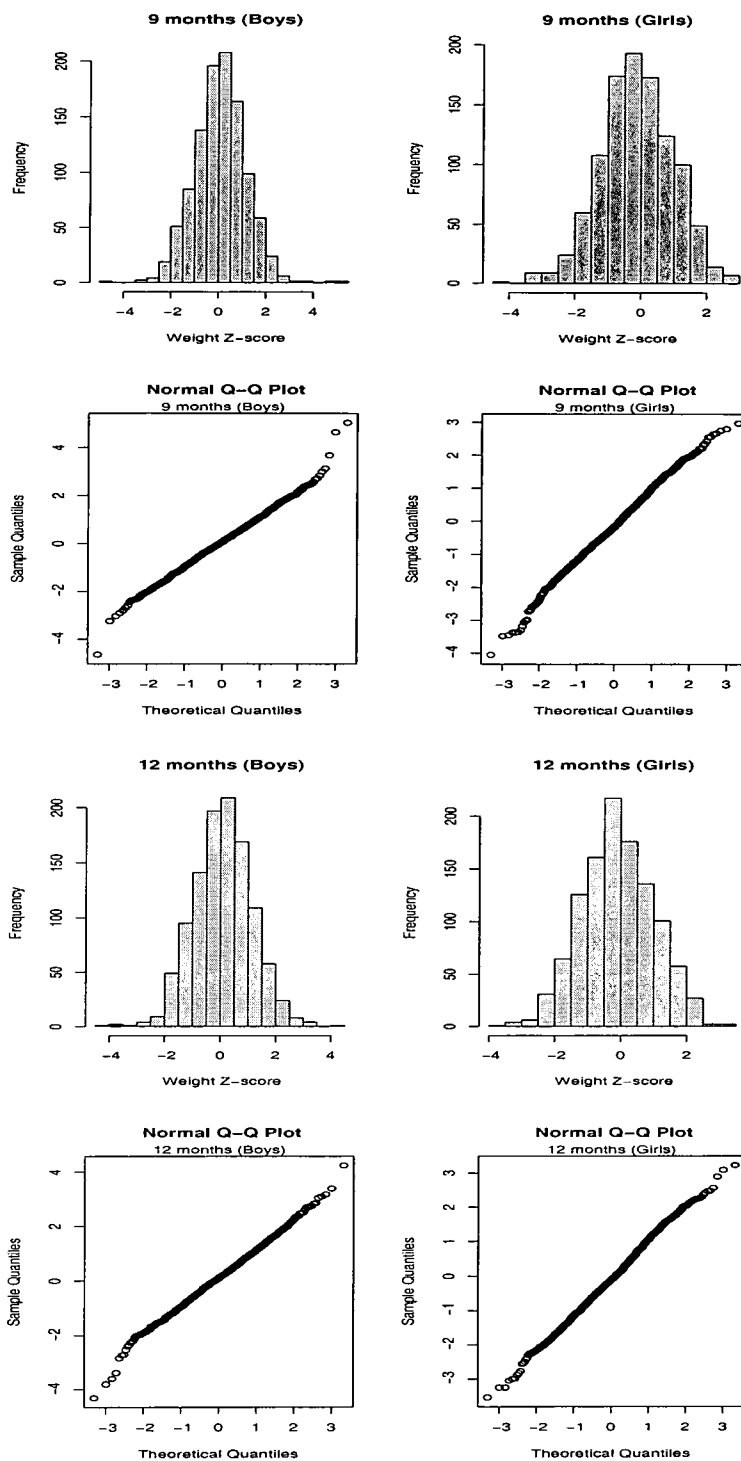 9 months (Boys)
200
150
100
50
0
Frequency
−4 −2 0 2 4
Weight Z−score
9 months (Girls)
200
150
100
50
0
Frequency
−4 −2 0 2
Weight Z−score
Normal Q−Q Plot
9 months (Boys)
4
2
0
−2
−4
Sample Quantiles
−3 −2 −1 0 1 2 3
Theoretical Quantiles
Normal Q−Q Plot
9 months (Girls)
3
2
1
0
−1
−2
−3
−4
Sample Quantiles
−3 −2 −1 0 1 2 3
Theoretical Quantiles
12 months (Boys)
200
150
100
50
0
Frequency
−4 −2 0 2 4
Weight Z−score
12 months (Girls)
200
150
100
50
0
Frequency
−4 −2 0 2
Weight Z−score
Normal Q−Q Plot
12 months (Boys)
4
2
0
−2
−4
Sample Quantiles
−3 −2 −1 0 1 2 3
Theoretical Quantiles
Normal Q−Q Plot
12 months (Girls)
3
2
1
0
−1
−3
Sample Quantiles
−3 −2 −1 0 1 2 3
Theoretical Quantiles